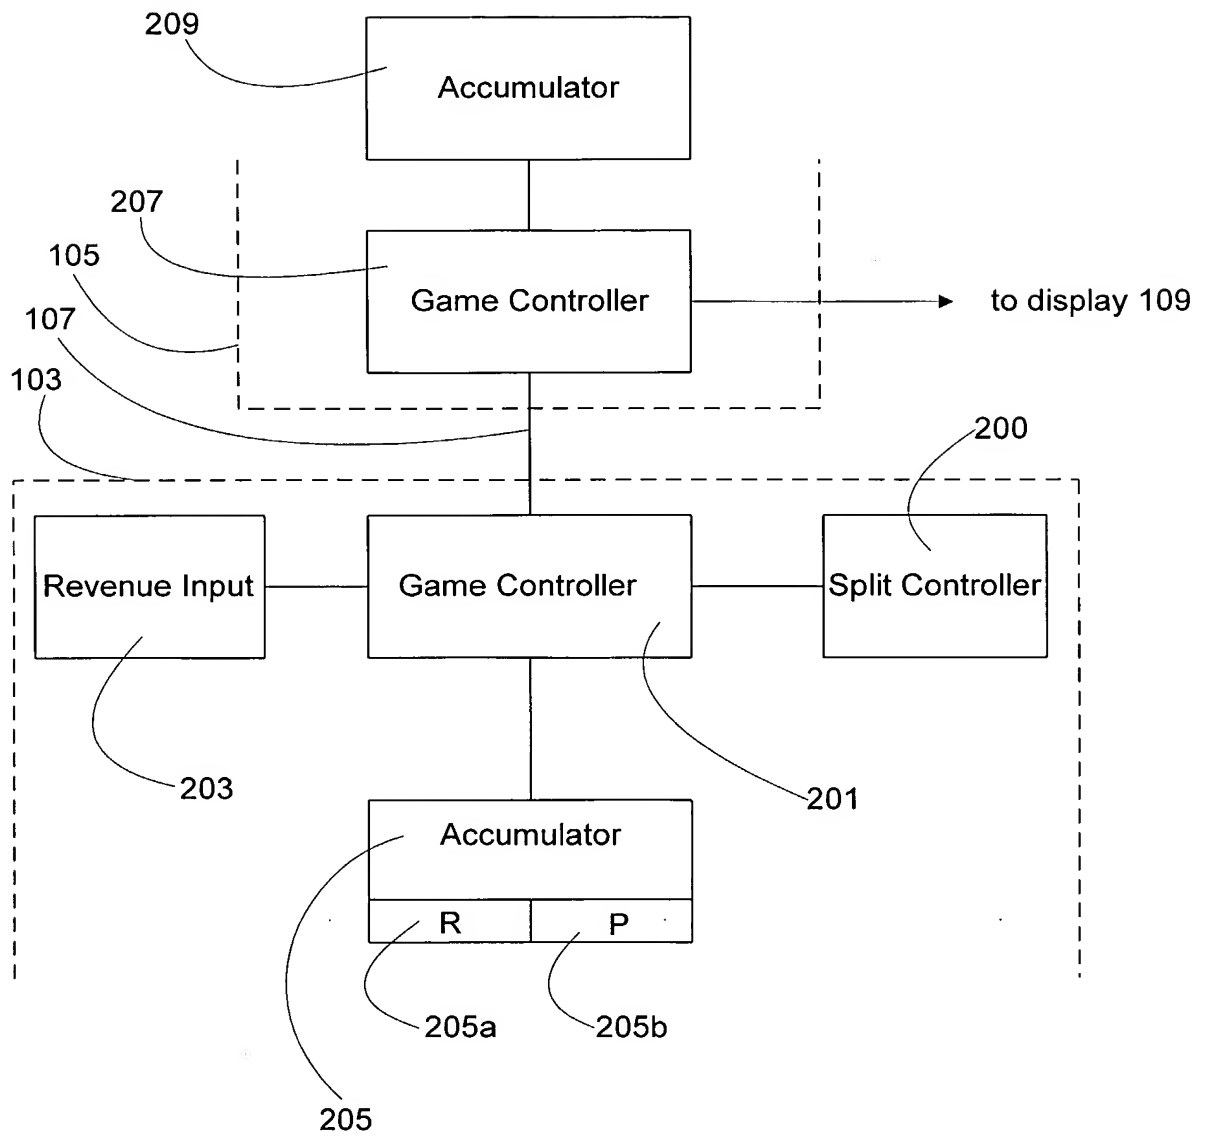 209
Accumulator
207
105
Game Controller
to display 109
107
103
200
Revenue Input
Game Controller
Split Controller
203
201
Accumulator
R
P
205a
205b
205